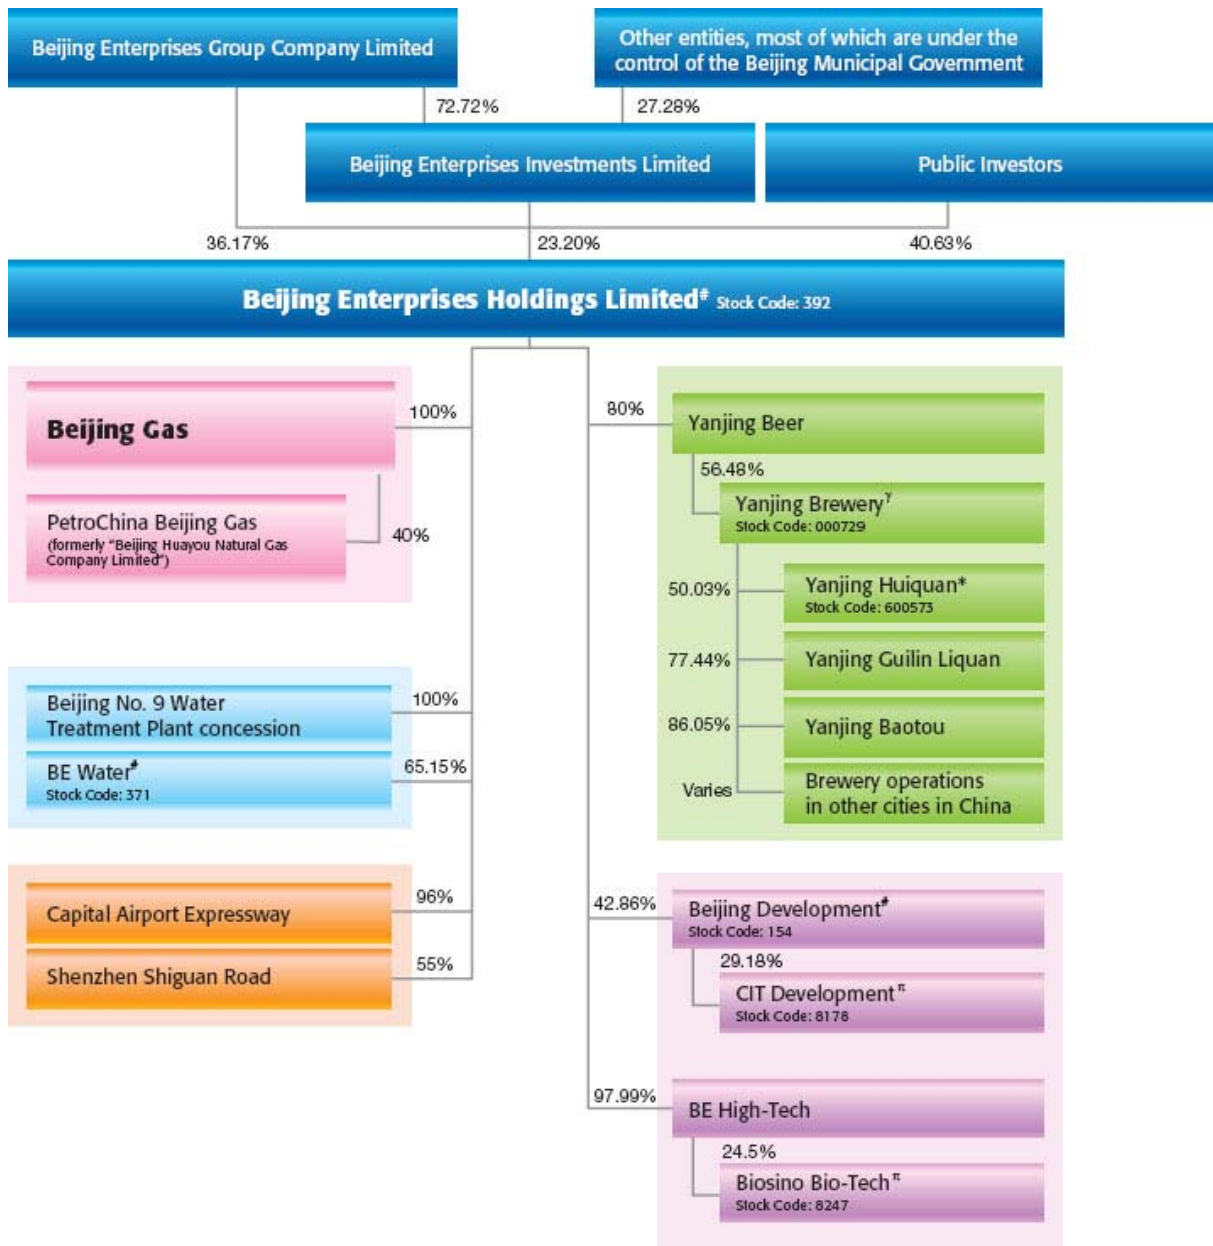 Beijing Enterprises Group Company Limited
Other entities, most of which are under the
control of the Beijing Municipal Government
72.72%
27.28%
Beijing Enterprises Investments Limited
Public Investors
36.17%
23.20%
40.63%
Beijing Enterprises Holdings Limited# Stock Code: 392
Beijing Gas
100%
PetroChina Beijing Gas
(formerly "Beijing Huayou Natural Gas
Company Limited")
40%
Beijing No. 9 Water
Treatment Plant concession
100%
BE Water#
Stock Code: 371
65.15%
Capital Airport Expressway
96%
Shenzhen Shiguan Road
55%
80%
Yanjing Beer
56.48%
Yanjing Breweryγ
Stock Code: 000729
50.03%
Yanjing Huiquan*
Stock Code: 600573
77.44%
Yanjing Guilin Liquan
86.05%
Yanjing Baotou
Varies
Brewery operations
in other cities in China
42.86%
Beijing Development#
Stock Code: 154
29.18%
CIT Developmentπ
Stock Code: 8178
97.99%
BE High-Tech
24.5%
Biosino Bio-Techπ
Stock Code: 8247